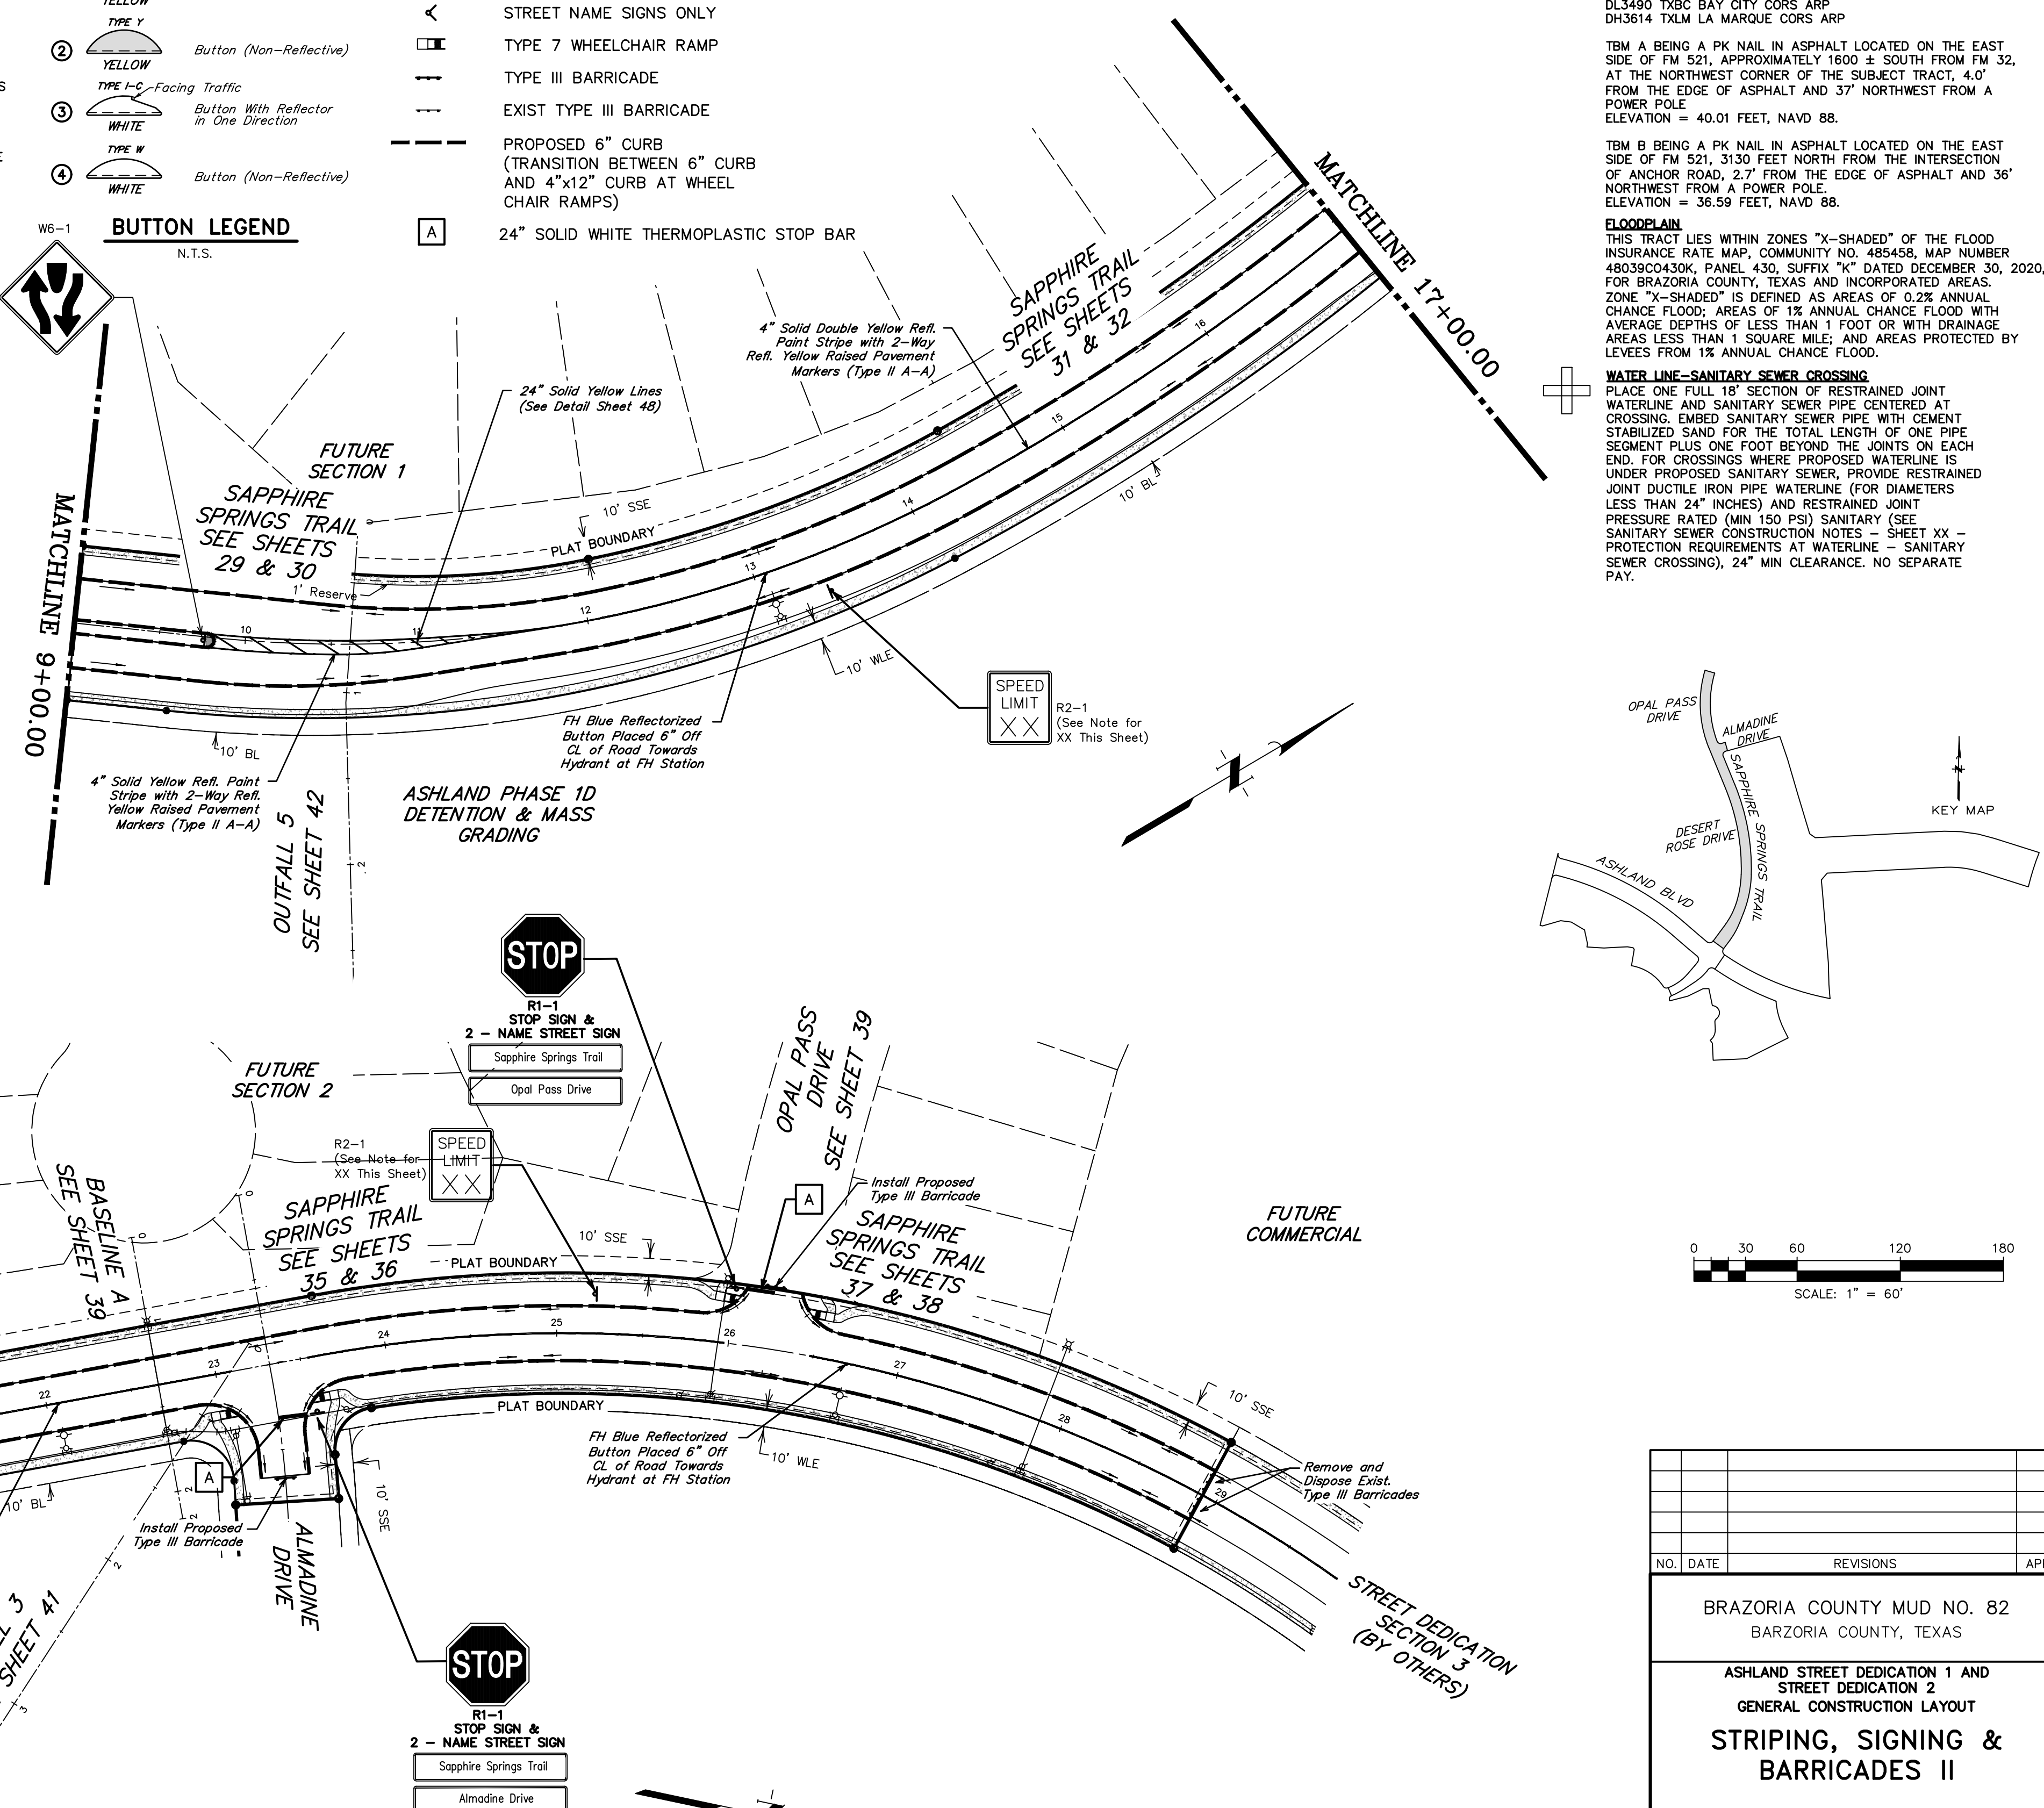 YELLOW
TYPE Y
2
Button (Non-Reflective)
YELLOW
TYPE I-C
Facing Traffic
3
Button With Reflector
in One Direction
WHITE
TYPE W
4
Button (Non-Reflective)
WHITE
BUTTON LEGEND
N.T.S.
W6-1
STREET NAME SIGNS ONLY
TYPE 7 WHEELCHAIR RAMP
TYPE III BARRICADE
EXIST TYPE III BARRICADE
PROPOSED 6" CURB
(TRANSITION BETWEEN 6" CURB
AND 4"x12" CURB AT WHEEL
CHAIR RAMPS)
A
24" SOLID WHITE THERMOPLASTIC STOP BAR
DL3490 TXBC BAY CITY CORS ARP
DH3614 TXLM LA MARQUE CORS ARP
TBM A BEING A PK NAIL IN ASPHALT LOCATED ON THE EAST
SIDE OF FM 521, APPROXIMATELY 1600 ± SOUTH FROM FM 32,
AT THE NORTHWEST CORNER OF THE SUBJECT TRACT, 4.0'
FROM THE EDGE OF ASPHALT AND 37' NORTHWEST FROM A
POWER POLE
ELEVATION = 40.01 FEET, NAVD 88.
TBM B BEING A PK NAIL IN ASPHALT LOCATED ON THE EAST
SIDE OF FM 521, 3130 FEET NORTH FROM THE INTERSECTION
OF ANCHOR ROAD, 2.7' FROM THE EDGE OF ASPHALT AND 36'
NORTHWEST FROM A POWER POLE.
ELEVATION = 36.59 FEET, NAVD 88.
FLOODPLAIN
THIS TRACT LIES WITHIN ZONES "X-SHADED" OF THE FLOOD
INSURANCE RATE MAP, COMMUNITY NO. 485458, MAP NUMBER
48039C0430K, PANEL 430, SUFFIX "K" DATED DECEMBER 30, 2020,
FOR BRAZORIA COUNTY, TEXAS AND INCORPORATED AREAS.
ZONE "X-SHADED" IS DEFINED AS AREAS OF 0.2% ANNUAL
CHANCE FLOOD; AREAS OF 1% ANNUAL CHANCE FLOOD WITH
AVERAGE DEPTHS OF LESS THAN 1 FOOT OR WITH DRAINAGE
AREAS LESS THAN 1 SQUARE MILE; AND AREAS PROTECTED BY
LEVEES FROM 1% ANNUAL CHANCE FLOOD.
WATER LINE-SANITARY SEWER CROSSING
PLACE ONE FULL 18' SECTION OF RESTRAINED JOINT
WATERLINE AND SANITARY SEWER PIPE CENTERED AT
CROSSING. EMBED SANITARY SEWER PIPE WITH CEMENT
STABILIZED SAND FOR THE TOTAL LENGTH OF ONE PIPE
SEGMENT PLUS ONE FOOT BEYOND THE JOINTS ON EACH
END. FOR CROSSINGS WHERE PROPOSED WATERLINE IS
UNDER PROPOSED SANITARY SEWER, PROVIDE RESTRAINED
JOINT DUCTILE IRON PIPE WATERLINE (FOR DIAMETERS
LESS THAN 24" INCHES) AND RESTRAINED JOINT
PRESSURE RATED (MIN 150 PSI) SANITARY (SEE
SANITARY SEWER CONSTRUCTION NOTES - SHEET XX -
PROTECTION REQUIREMENTS AT WATERLINE - SANITARY
SEWER CROSSING), 24" MIN CLEARANCE. NO SEPARATE
PAY.
MATCHLINE 17+00.00
MATCHLINE 9+00.00
SAPPHIRE
SPRINGS TRAIL
SEE SHEETS
31 & 32
4" Solid Double Yellow Refl.
Paint Stripe with 2-Way
Refl. Yellow Raised Pavement
Markers (Type II A-A)
24" Solid Yellow Lines
(See Detail Sheet 48)
FUTURE
SECTION 1
SAPPHIRE
SPRINGS TRAIL
SEE SHEETS
29 & 30
1' Reserve
10' SSE
PLAT BOUNDARY
10
11
12
13
14
15
16
10' BL
10' WLE
10' BL
SPEED
LIMIT
XX
R2-1
(See Note for
XX This Sheet)
FH Blue Reflectorized
Button Placed 6" Off
CL of Road Towards
Hydrant at FH Station
4" Solid Yellow Refl. Paint
Stripe with 2-Way Refl.
Yellow Raised Pavement
Markers (Type II A-A)
OUTFALL 5
SEE SHEET 42
2
ASHLAND PHASE 1D
DETENTION & MASS
GRADING
OPAL PASS
DRIVE
ALMADINE
DRIVE
SAPPHIRE SPRINGS TRAIL
DESERT
ROSE DRIVE
ASHLAND BLVD
N
KEY MAP
STOP
R1-1
STOP SIGN &
2 - NAME STREET SIGN
Sapphire Springs Trail
Opal Pass Drive
FUTURE
SECTION 2
R2-1
(See Note for
XX This Sheet)
SPEED
LIMIT
XX
OPAL PASS
DRIVE
SEE SHEET 39
A
Install Proposed
Type III Barricade
BASELINE A
SEE SHEET 39
0
0
0
SAPPHIRE
SPRINGS TRAIL
SEE SHEETS
35 & 36
PLAT BOUNDARY
10' SSE
SAPPHIRE
SPRINGS TRAIL
SEE SHEETS
37 & 38
FUTURE
COMMERCIAL
22
23
24
25
26
27
28
29
PLAT BOUNDARY
10' SSE
10' WLE
FH Blue Reflectorized
Button Placed 6" Off
CL of Road Towards
Hydrant at FH Station
Remove and
Dispose Exist.
Type III Barricades
A
10' BL
10' SSE
2
2
2
3
Install Proposed
Type III Barricade
ALMADINE
DRIVE
3
SHEET 41
STREET DEDICATION
SECTION 3
(BY OTHERS)
STOP
R1-1
STOP SIGN &
2 - NAME STREET SIGN
Sapphire Springs Trail
Almadine Drive
0 30 60 120 180
SCALE: 1" = 60'
NO. DATE REVISIONS
BRAZORIA COUNTY MUD NO. 82
BARZORIA COUNTY, TEXAS
ASHLAND STREET DEDICATION 1 AND
STREET DEDICATION 2
GENERAL CONSTRUCTION LAYOUT
STRIPING, SIGNING &
BARRICADES II